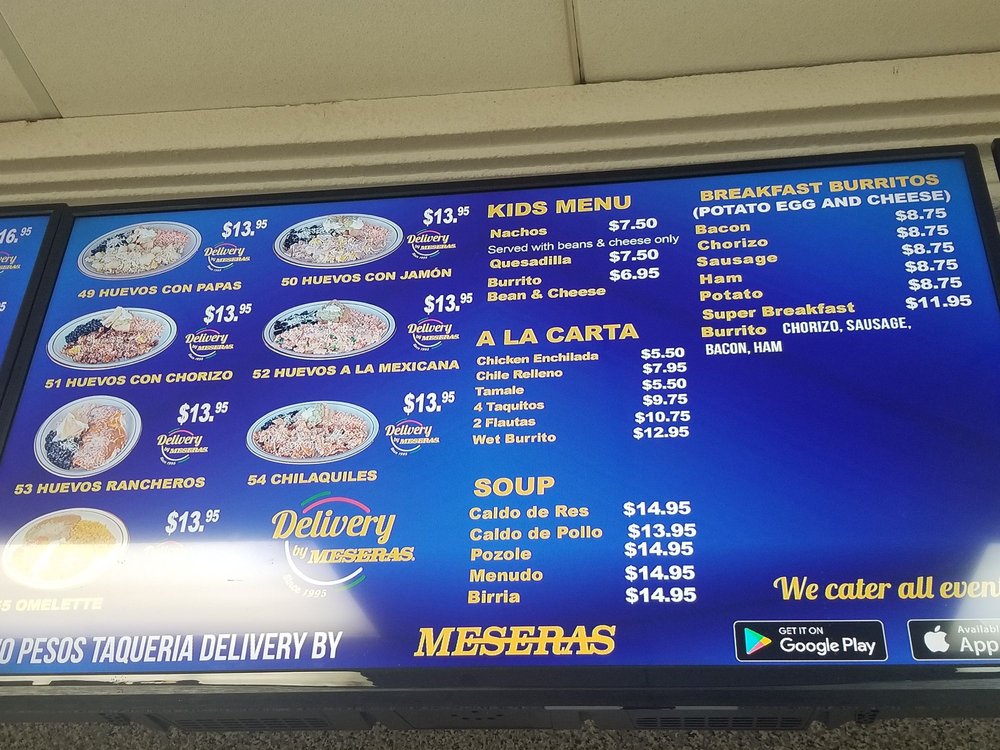 16.95
$13.95
Delivery
by MESERAS
49 HUEVOS CON PAPAS
$13.95
Delivery
by MESERAS
50 HUEVOS CON JAMÓN
$13.95
Delivery
by MESERAS
51 HUEVOS CON CHORIZO
$13.95
Delivery
by MESERAS
52 HUEVOS A LA MEXICANA
$13.95
Delivery
by MESERAS
53 HUEVOS RANCHEROS
$13.95
Delivery
by MESERAS
54 CHILAQUILES
$13.95
OMELETTE
Delivery
by MESERAS.
Since 1995
KIDS MENU
Nachos $7.50
Served with beans & cheese only
Quesadilla $7.50
Burrito $6.95
Bean & Cheese
A LA CARTA
Chicken Enchilada $5.50
Chile Relleno $7.95
Tamale $5.50
4 Taquitos $9.75
2 Flautas $10.75
Wet Burrito $12.95
SOUP
Caldo de Res $14.95
Caldo de Pollo $13.95
Pozole $14.95
Menudo $14.95
Birria $14.95
BREAKFAST BURRITOS
(POTATO EGG AND CHEESE)
Bacon $8.75
Chorizo $8.75
Sausage $8.75
Ham $8.75
Potato $8.75
Super Breakfast $11.95
Burrito CHORIZO, SAUSAGE,
BACON, HAM
We cater all even
O PESOS TAQUERIA DELIVERY BY MESERAS
GET IT ON
Google Play
Availabl
App